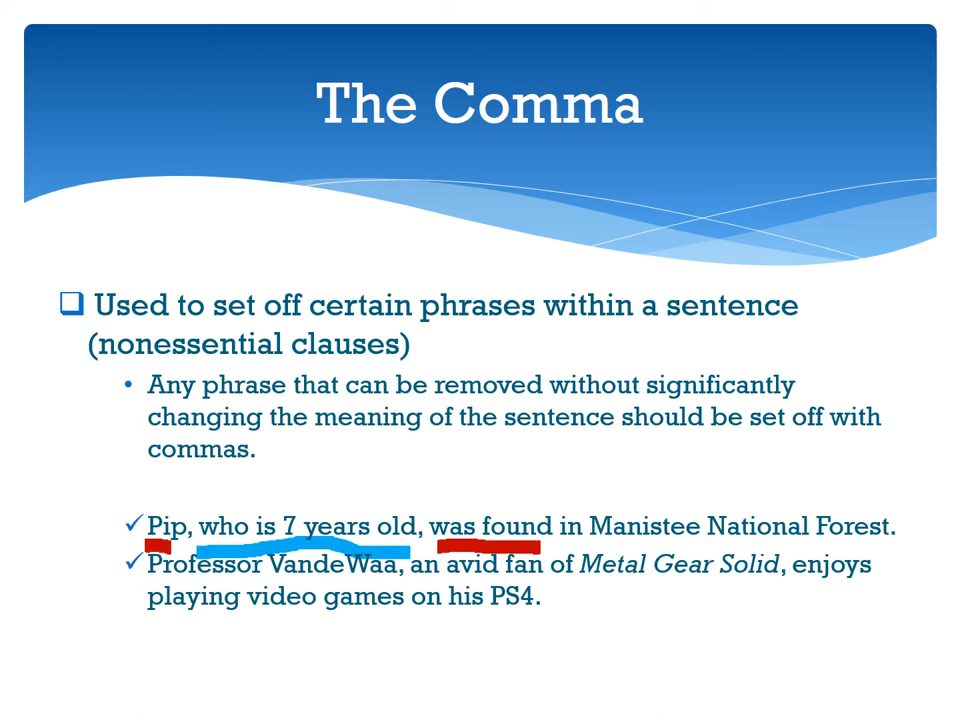 The Comma
Used to set off certain phrases within a sentence
(nonessential clauses)
• Any phrase that can be removed without significantly
changing the meaning of the sentence should be set off with
commas.
✓ Pip, who is 7 years old, was found in Manistee National Forest.
✓ Professor VandeWaa, an avid fan of Metal Gear Solid, enjoys
playing video games on his PS4.